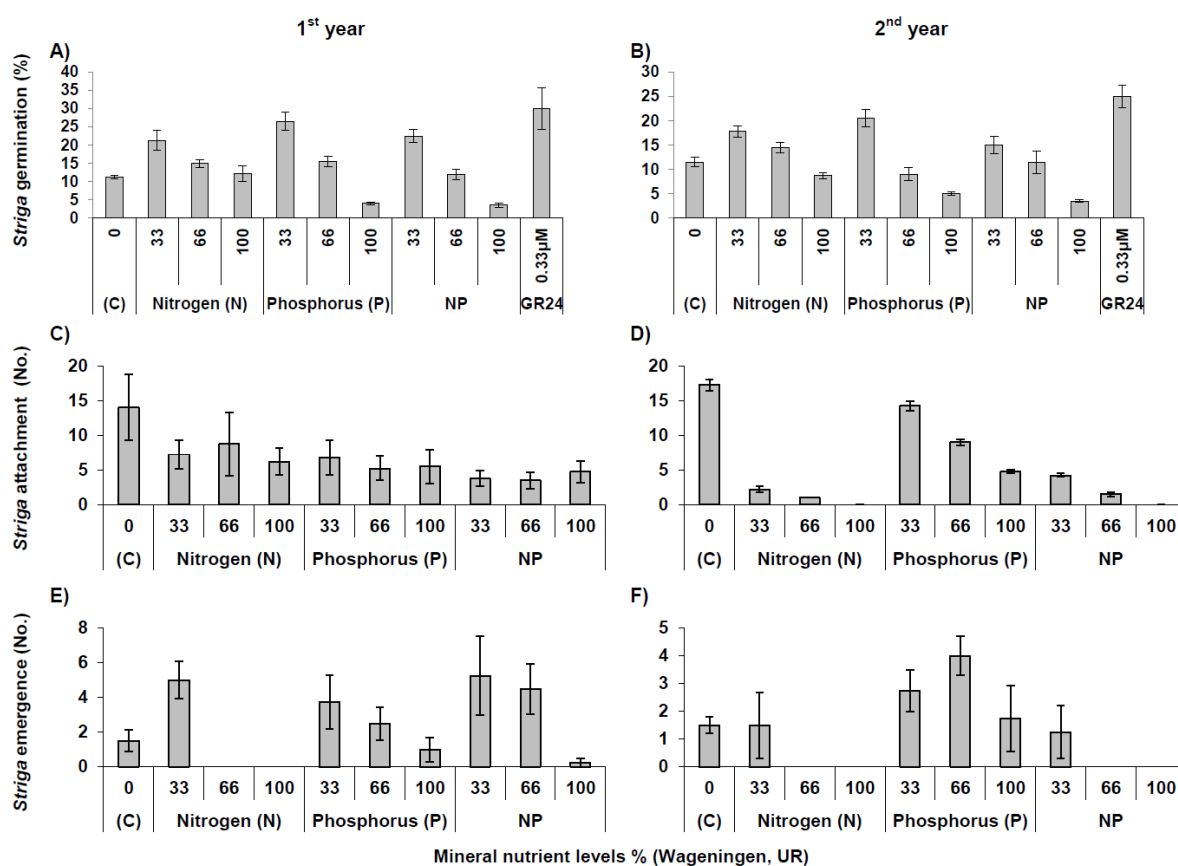 1st year
2nd year
A)
B)
Striga germination (%)
40
35
30
25
20
15
10
5
0
30
25
20
15
10
5
0
0 33 66 100 33 66 100 33 66 100 0.33µM
(C) Nitrogen (N) Phosphorus (P) NP GR24
0 33 66 100 33 66 100 33 66 100 0.33µM
(C) Nitrogen (N) Phosphorus (P) NP GR24
C)
D)
Striga attachment (No.)
20
15
10
5
0
20
15
10
5
0
0 33 66 100 33 66 100 33 66 100
(C) Nitrogen (N) Phosphorus (P) NP
0 33 66 100 33 66 100 33 66 100
(C) Nitrogen (N) Phosphorus (P) NP
E)
F)
Striga emergence (No.)
8
6
4
2
0
5
4
3
2
1
0
0 33 66 100 33 66 100 33 66 100
(C) Nitrogen (N) Phosphorus (P) NP
0 33 66 100 33 66 100 33 66 100
(C) Nitrogen (N) Phosphorus (P) NP
Mineral nutrient levels % (Wageningen, UR)